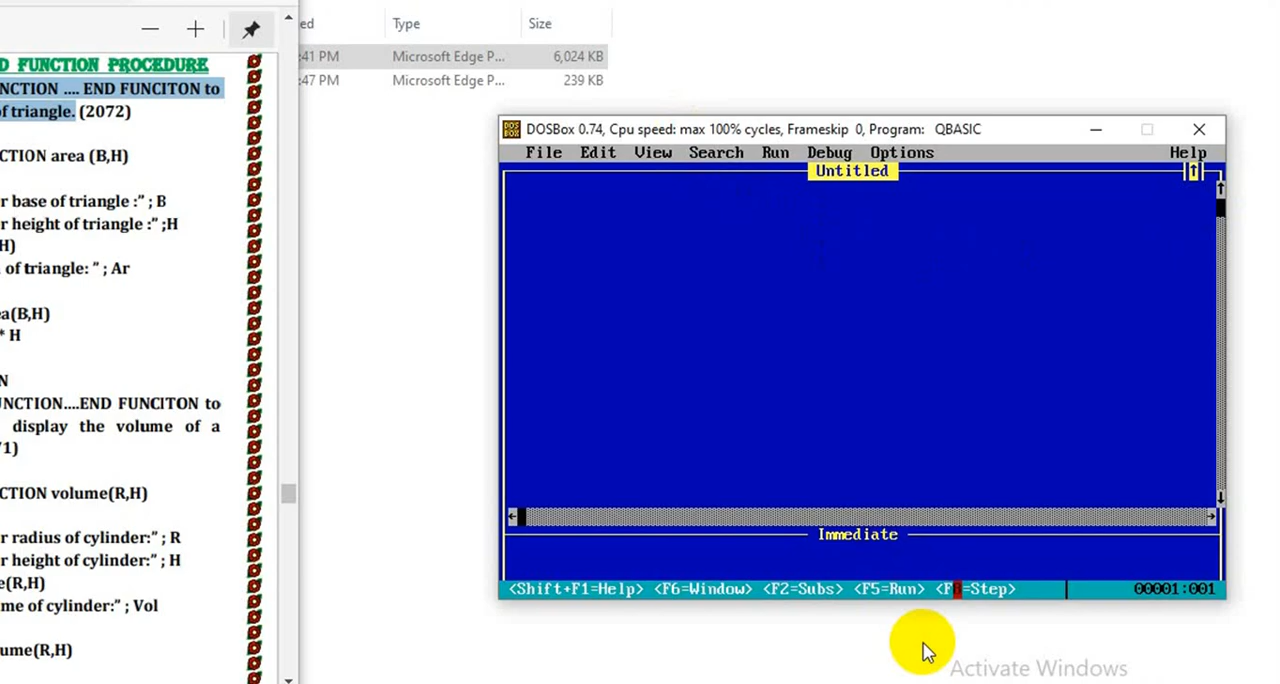 ed Type Size
:41 PM Microsoft Edge P... 6,024 KB
:47 PM Microsoft Edge P... 239 KB
D FUNCTION PROCEDURE
NCTION .... END FUNCITON to
of triangle. (2072)
CTION area (B,H)
r base of triangle :” ; B
r height of triangle :” ;H
H)
of triangle: ” ; Ar
ea(B,H)
* H
N
UNCTION....END FUNCITON to
display the volume of a
71)
CTION volume(R,H)
r radius of cylinder:” ; R
r height of cylinder:” ; H
e(R,H)
me of cylinder:” ; Vol
ume(R,H)
DOSBox 0.74, Cpu speed: max 100% cycles, Frameskip 0, Program: QBASIC
File Edit View Search Run Debug Options Help
Untitled
Immediate
<Shift+F1=Help> <F6=Window> <F2=Subs> <F5=Run> <F8=Step> 00001:001
Activate Windows